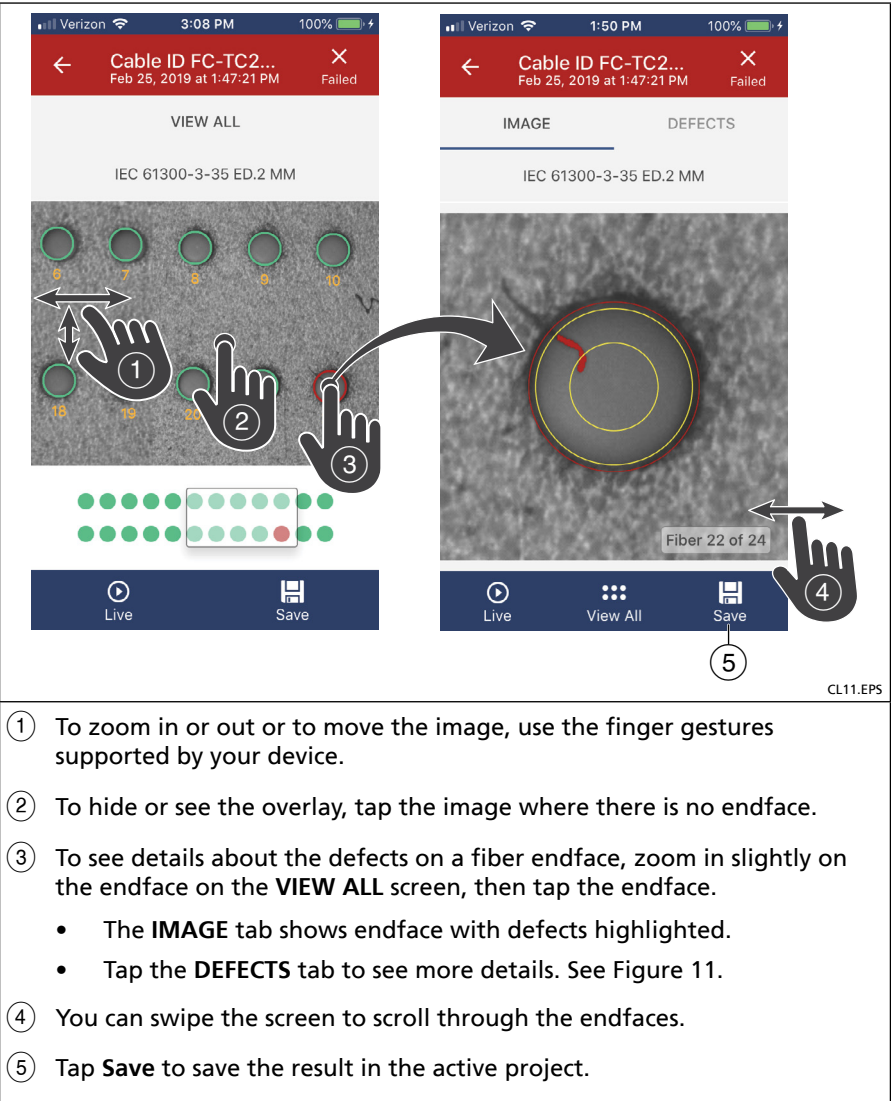 Verizon 3:08 PM 100%
Cable ID FC-TC2...
Feb 25, 2019 at 1:47:21 PM
Failed
VIEW ALL
IEC 61300-3-35 ED.2 MM
6 7 8 9 10
18 19 20
1
2
3
Live Save
Verizon 1:50 PM 100%
Cable ID FC-TC2...
Feb 25, 2019 at 1:47:21 PM
Failed
IMAGE DEFECTS
IEC 61300-3-35 ED.2 MM
Fiber 22 of 24
4
Live View All Save
5
CL11.EPS
1 To zoom in or out or to move the image, use the finger gestures
supported by your device.
2 To hide or see the overlay, tap the image where there is no endface.
3 To see details about the defects on a fiber endface, zoom in slightly on
the endface on the VIEW ALL screen, then tap the endface.
• The IMAGE tab shows endface with defects highlighted.
• Tap the DEFECTS tab to see more details. See Figure 11.
4 You can swipe the screen to scroll through the endfaces.
5 Tap Save to save the result in the active project.